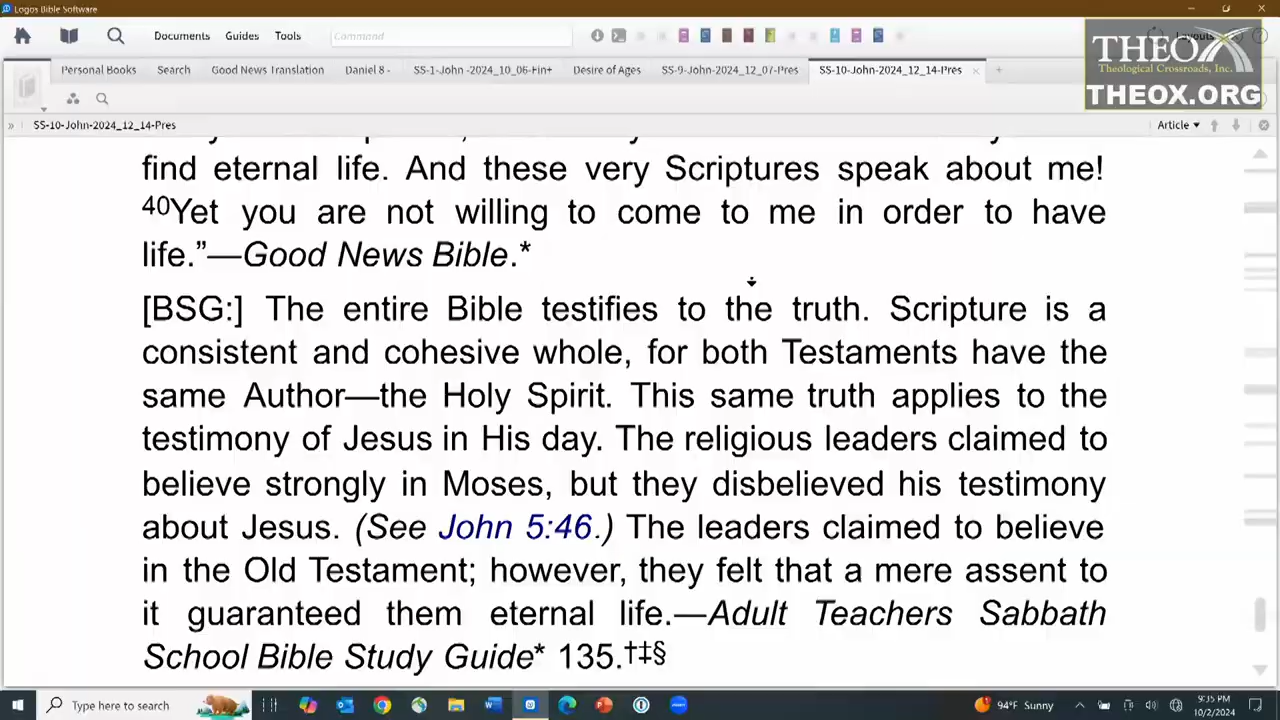 Logos Bible Software
Documents Guides Tools Command
THEOX
Theological Crossroads, Inc.
THEOX.ORG
Personal Books Search Good News Translation Daniel 8 - Desire of Ages SS-9-John-2024_12_07-Pres SS-10-John-2024_12_14-Pres
SS-10-John-2024_12_14-Pres Article
find eternal life. And these very Scriptures speak about me!
40Yet you are not willing to come to me in order to have
life.”—Good News Bible.*
[BSG:] The entire Bible testifies to the truth. Scripture is a
consistent and cohesive whole, for both Testaments have the
same Author—the Holy Spirit. This same truth applies to the
testimony of Jesus in His day. The religious leaders claimed to
believe strongly in Moses, but they disbelieved his testimony
about Jesus. (See John 5:46.) The leaders claimed to believe
in the Old Testament; however, they felt that a mere assent to
it guaranteed them eternal life.—Adult Teachers Sabbath
School Bible Study Guide* 135.†‡§
Type here to search
94°F Sunny
9:35 PM
10/2/2024